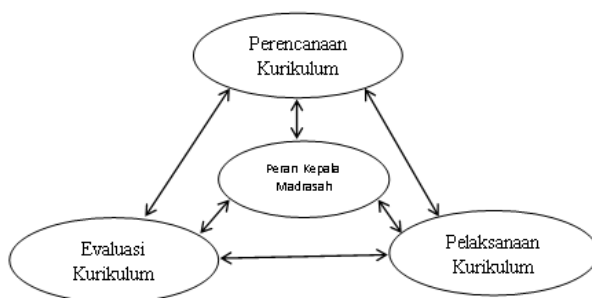 Perencanaan
Kurikulum
Peran Kepala
Madrasah
Evaluasi
Kurikulum
Pelaksanaan
Kurikulum